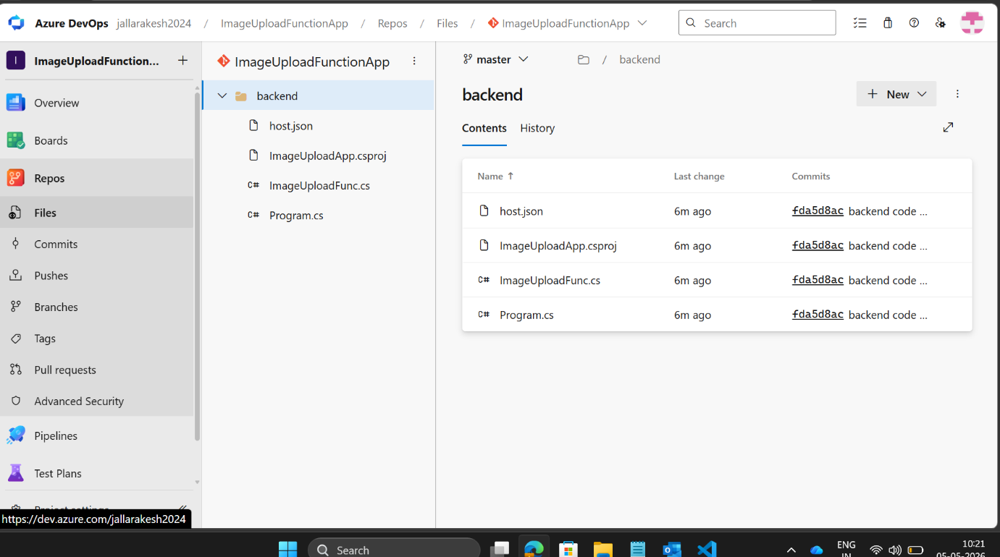 Azure DevOps jallarakesh2024 / ImageUploadFunctionApp / Repos / Files / ImageUploadFunctionApp
Search
I ImageUploadFunction...
Overview
Boards
Repos
Files
Commits
Pushes
Branches
Tags
Pull requests
Advanced Security
Pipelines
Test Plans
Project settings
https://dev.azure.com/jallarakesh2024
ImageUploadFunctionApp
backend
host.json
ImageUploadApp.csproj
C# ImageUploadFunc.cs
C# Program.cs
master / backend
backend
New
Contents History
Name ↑ Last change Commits
host.json 6m ago fda5d8ac backend code ...
ImageUploadApp.csproj 6m ago fda5d8ac backend code ...
C# ImageUploadFunc.cs 6m ago fda5d8ac backend code ...
C# Program.cs 6m ago fda5d8ac backend code ...
Search
ENG
IN
10:21
05-05-2026